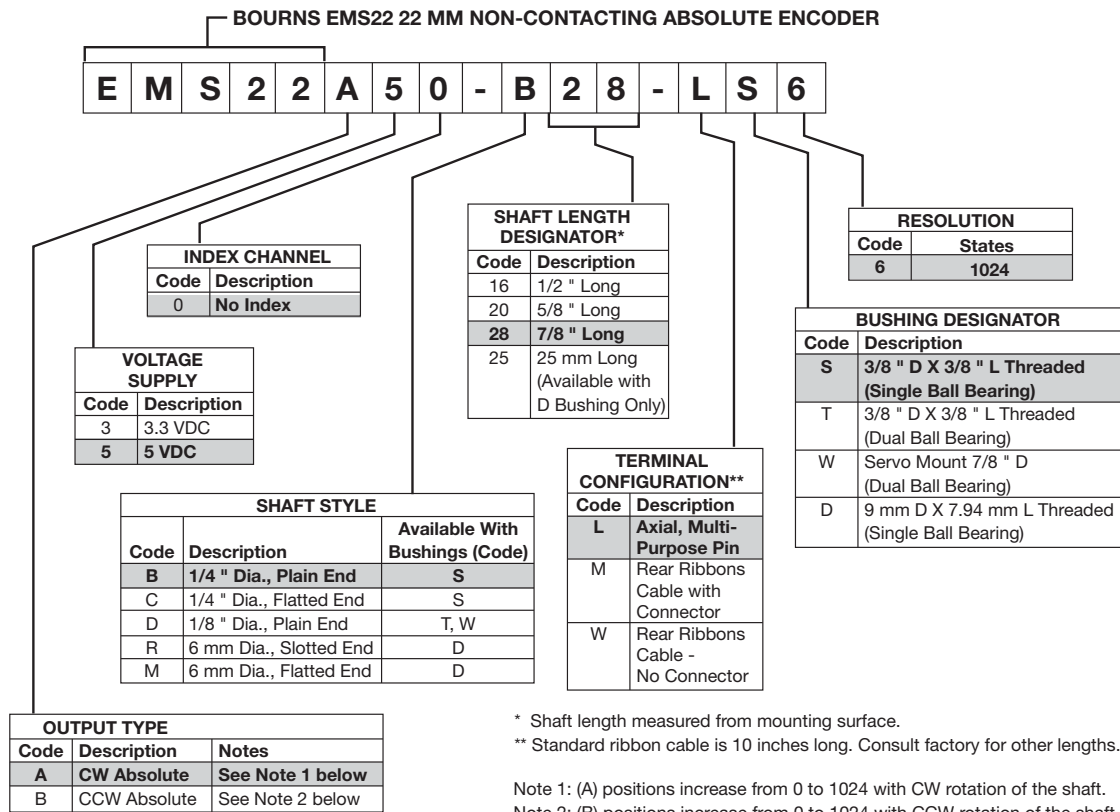 BOURNS EMS22 22 MM NON-CONTACTING ABSOLUTE ENCODER
E M S 2 2 A 5 0 - B 2 8 - L S 6
INDEX CHANNEL
Code Description
0 No Index
VOLTAGE
SUPPLY
Code Description
3 3.3 VDC
5 5 VDC
SHAFT LENGTH
DESIGNATOR*
Code Description
16 1/2 " Long
20 5/8 " Long
28 7/8 " Long
25 25 mm Long
(Available with
D Bushing Only)
RESOLUTION
Code States
6 1024
BUSHING DESIGNATOR
Code Description
S 3/8 " D X 3/8 " L Threaded
(Single Ball Bearing)
T 3/8 " D X 3/8 " L Threaded
(Dual Ball Bearing)
W Servo Mount 7/8 " D
(Dual Ball Bearing)
D 9 mm D X 7.94 mm L Threaded
(Single Ball Bearing)
TERMINAL
CONFIGURATION**
Code Description
L Axial, Multi-
Purpose Pin
M Rear Ribbons
Cable with
Connector
W Rear Ribbons
Cable -
No Connector
SHAFT STYLE
Available With
Code Description Bushings (Code)
B 1/4 " Dia., Plain End S
C 1/4 " Dia., Flatted End S
D 1/8 " Dia., Plain End T, W
R 6 mm Dia., Slotted End D
M 6 mm Dia., Flatted End D
OUTPUT TYPE
Code Description Notes
A CW Absolute See Note 1 below
B CCW Absolute See Note 2 below
* Shaft length measured from mounting surface.
** Standard ribbon cable is 10 inches long. Consult factory for other lengths.
Note 1: (A) positions increase from 0 to 1024 with CW rotation of the shaft.
Note 2: (B) positions increase from 0 to 1024 with CCW rotation of the shaft.